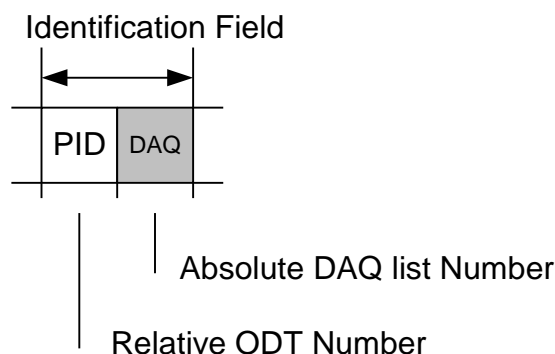 Identification Field
PID DAQ
Absolute DAQ list Number
Relative ODT Number